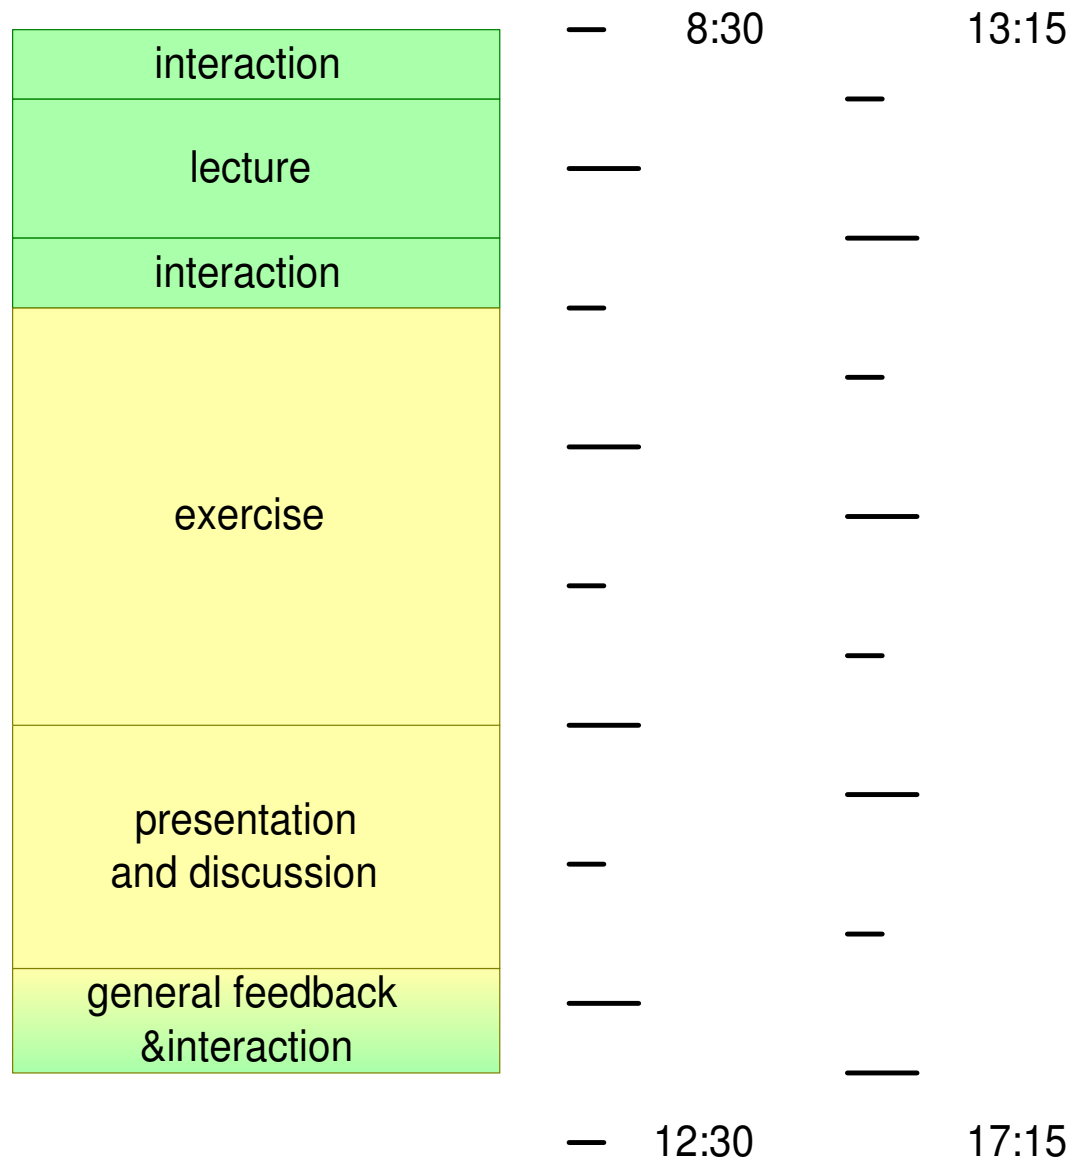 8:30 13:15
interaction
lecture
interaction
exercise
presentation
and discussion
general feedback
&interaction
12:30 17:15